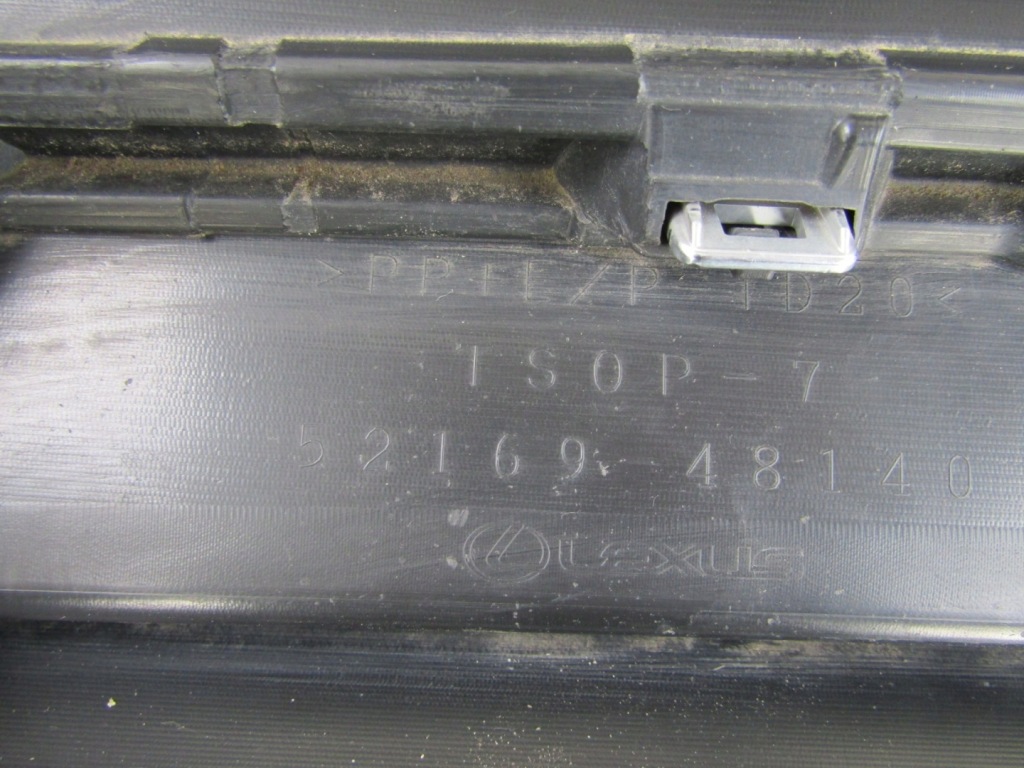 >PP+E/P-TD20<
TSOP-7
52169-48140
LEXUS